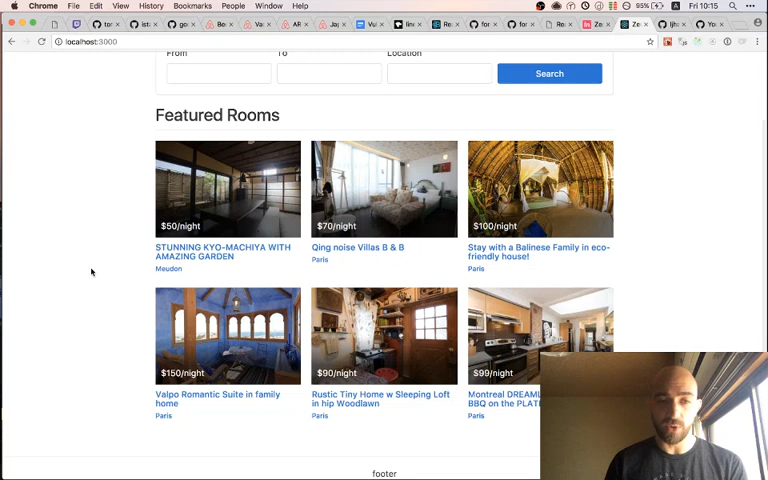 Chrome File Edit View History Bookmarks People Window Help 95% Fri 10:15
localhost:3000
From To Location
Search
Featured Rooms
$50/night $70/night $100/night
STUNNING KYO-MACHIYA WITH AMAZING GARDEN
Meudon
Qing noise Villas B & B
Paris
Stay with a Balinese Family in eco-friendly house!
Paris
$150/night $90/night $99/night
Valpo Romantic Suite in family home
Paris
Rustic Tiny Home w Sleeping Loft in hip Woodlawn
Paris
Montreal
BBQ on the
Paris
footer